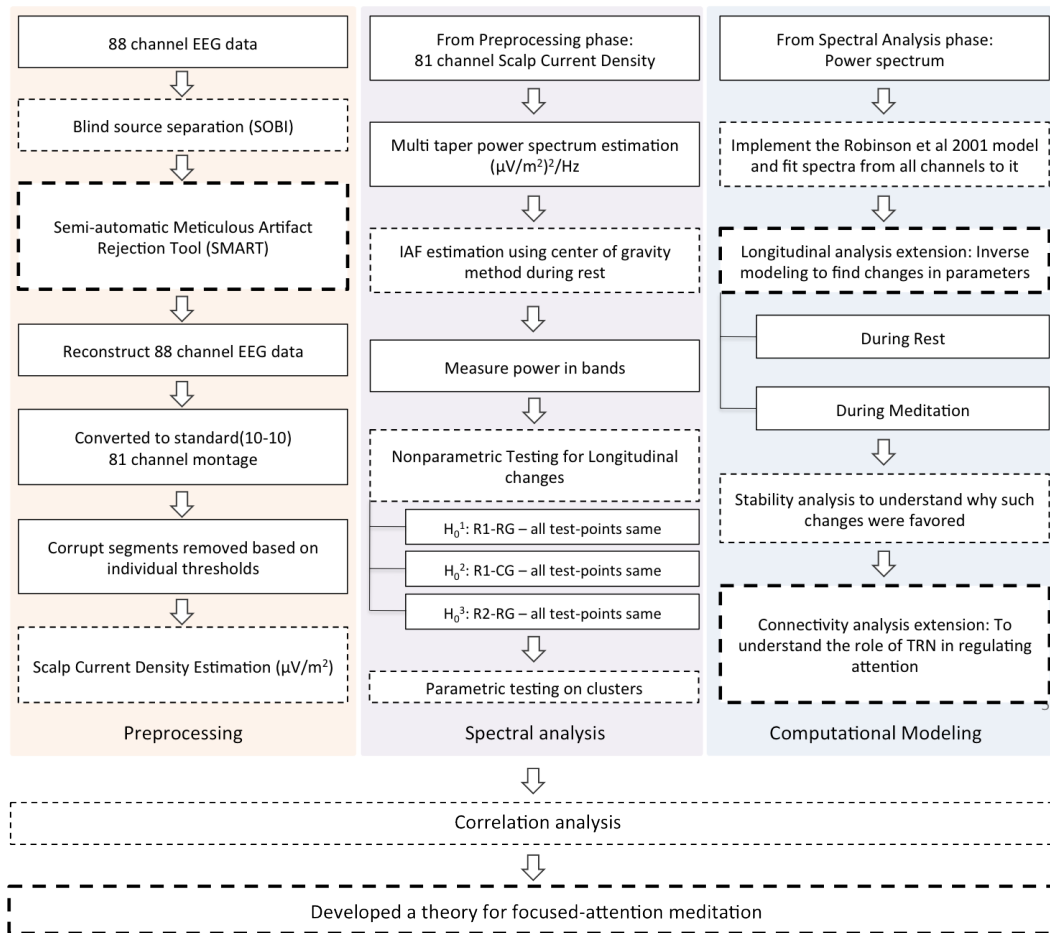 88 channel EEG data
Blind source separation (SOBI)
Semi-automatic Meticulous Artifact
Rejection Tool (SMART)
Reconstruct 88 channel EEG data
Converted to standard(10-10)
81 channel montage
Corrupt segments removed based on
individual thresholds
Scalp Current Density Estimation (μV/m²)
Preprocessing
From Preprocessing phase:
81 channel Scalp Current Density
Multi taper power spectrum estimation
(μV/m²)²/Hz
IAF estimation using center of gravity
method during rest
Measure power in bands
Nonparametric Testing for Longitudinal
changes
H₀¹: R1-RG – all test-points same
H₀²: R1-CG – all test-points same
H₀³: R2-RG – all test-points same
Parametric testing on clusters
Spectral analysis
From Spectral Analysis phase:
Power spectrum
Implement the Robinson et al 2001 model
and fit spectra from all channels to it
Longitudinal analysis extension: Inverse
modeling to find changes in parameters
During Rest
During Meditation
Stability analysis to understand why such
changes were favored
Connectivity analysis extension: To
understand the role of TRN in regulating
attention
Computational Modeling
Correlation analysis
Developed a theory for focused-attention meditation